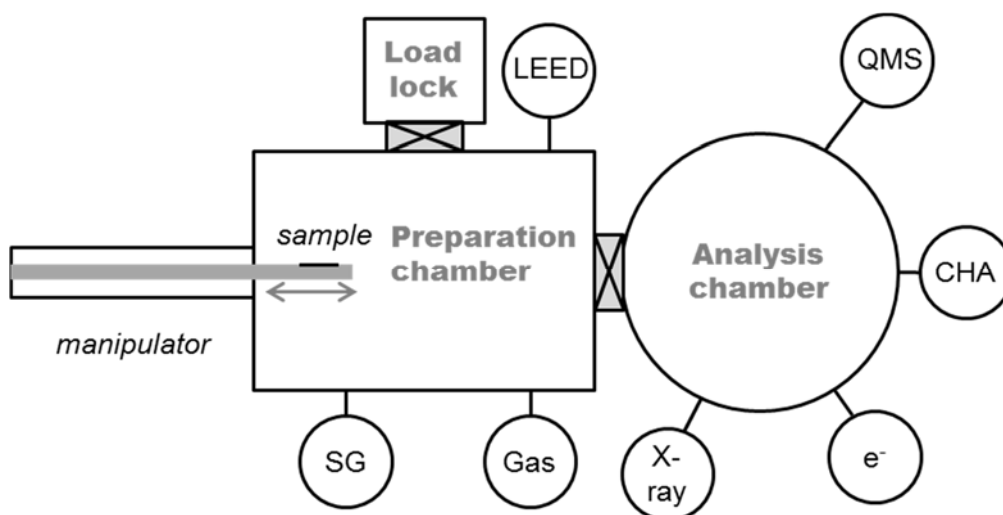 Load
lock
LEED
QMS
sample
Preparation
chamber
Analysis
chamber
CHA
manipulator
SG
Gas
X-
ray
e⁻